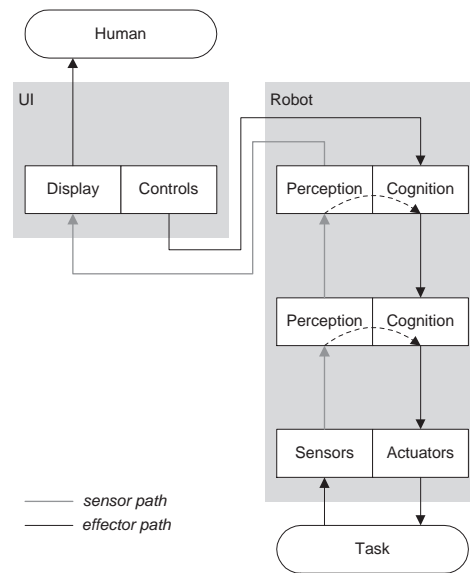 Human
UI
Robot
Display
Controls
Perception
Cognition
Perception
Cognition
Sensors
Actuators
sensor path
effector path
Task